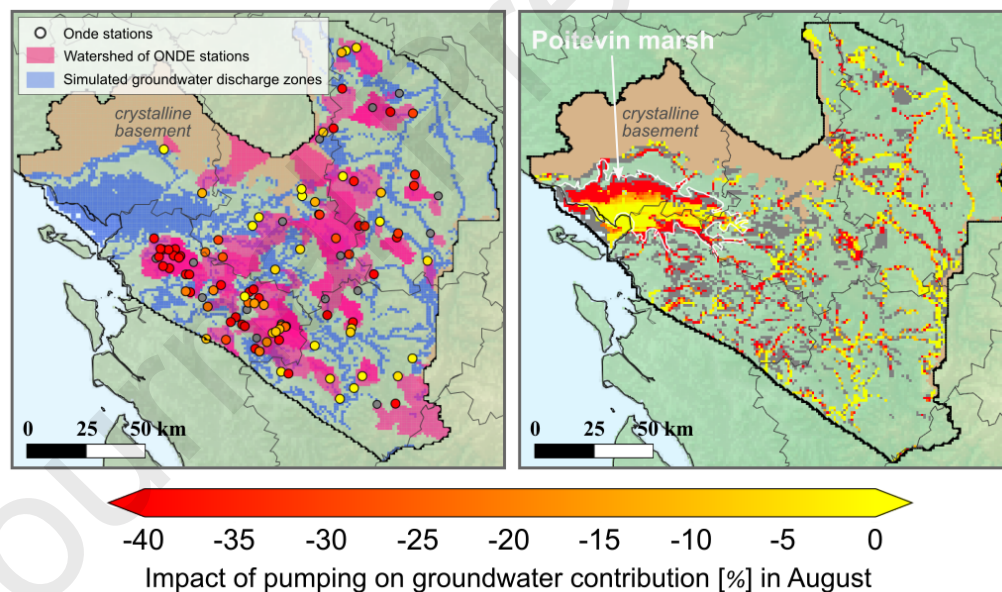 Onde stations
Watershed of ONDE stations
Simulated groundwater discharge zones
crystalline
basement
0 25 50 km
Poitevin marsh
crystalline
basement
0 25 50 km
-40 -35 -30 -25 -20 -15 -10 -5 0
Impact of pumping on groundwater contribution [%] in August